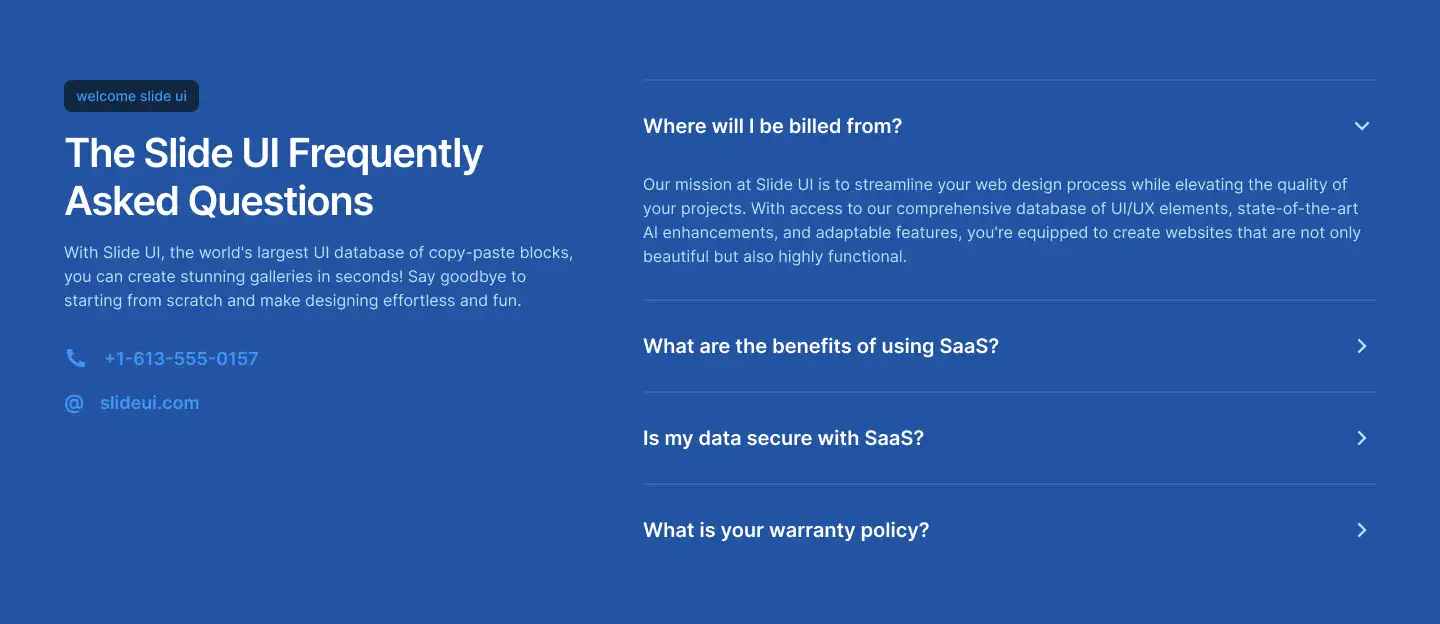 welcome slide ui
The Slide UI Frequently
Asked Questions
With Slide UI, the world's largest UI database of copy-paste blocks,
you can create stunning galleries in seconds! Say goodbye to
starting from scratch and make designing effortless and fun.
+1-613-555-0157
@ slideui.com
Where will I be billed from?
Our mission at Slide UI is to streamline your web design process while elevating the quality of
your projects. With access to our comprehensive database of UI/UX elements, state-of-the-art
AI enhancements, and adaptable features, you're equipped to create websites that are not only
beautiful but also highly functional.
What are the benefits of using SaaS?
Is my data secure with SaaS?
What is your warranty policy?